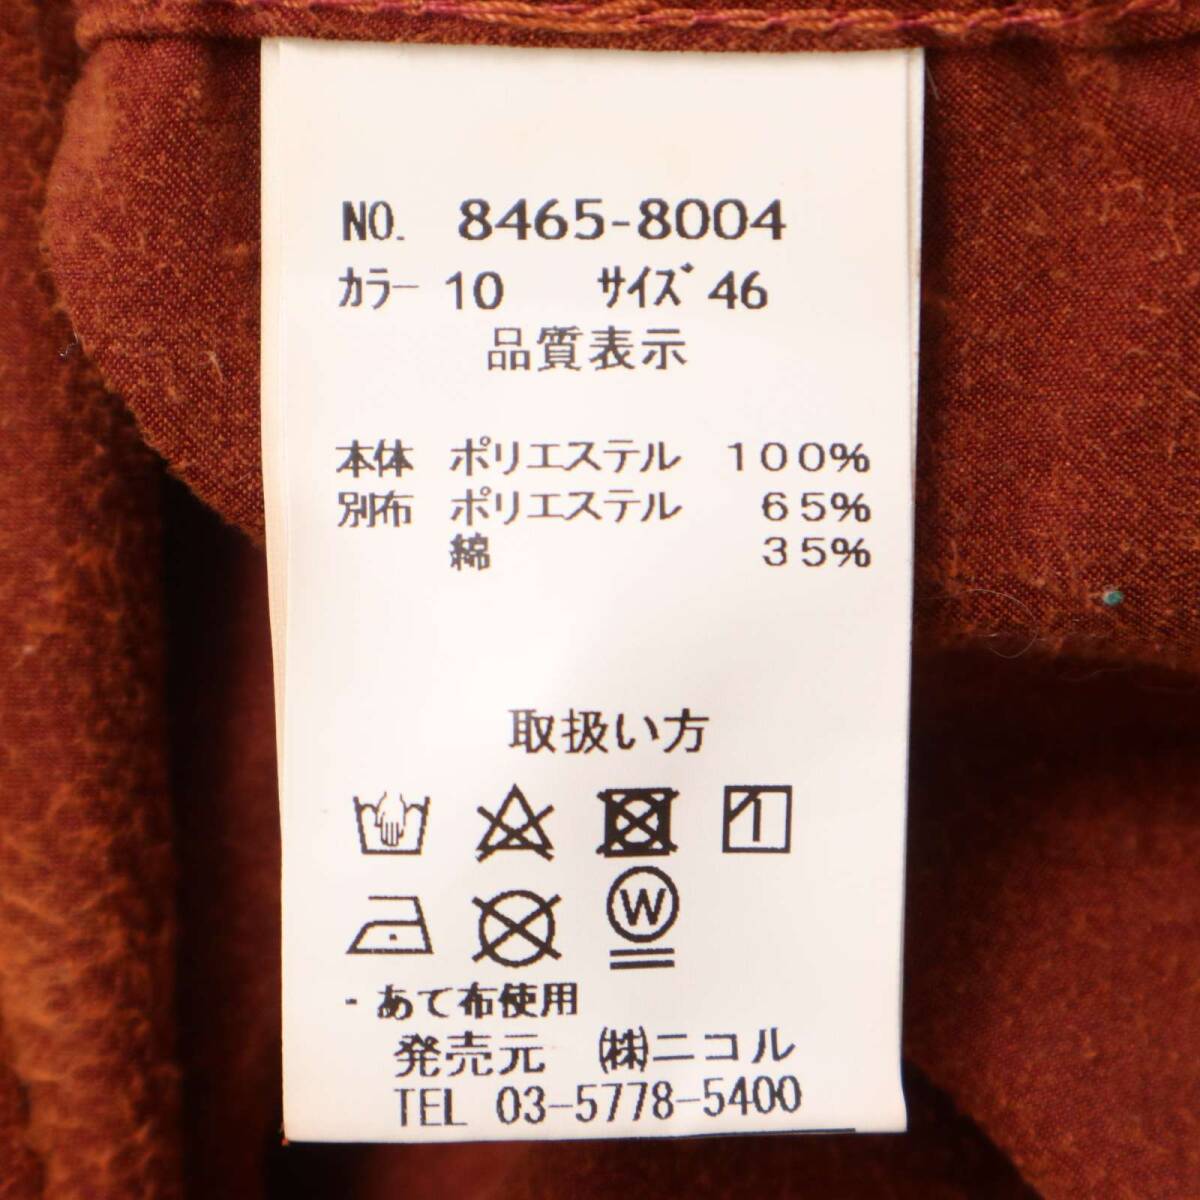 NO. 8465-8004
カラー 10 サイズ 46
品質表示
本体 ポリエステル 100%
別布 ポリエステル 65%
綿 35%
取扱い方
W
・あて布使用
発売元 ㈱ニコル
TEL 03-5778-5400